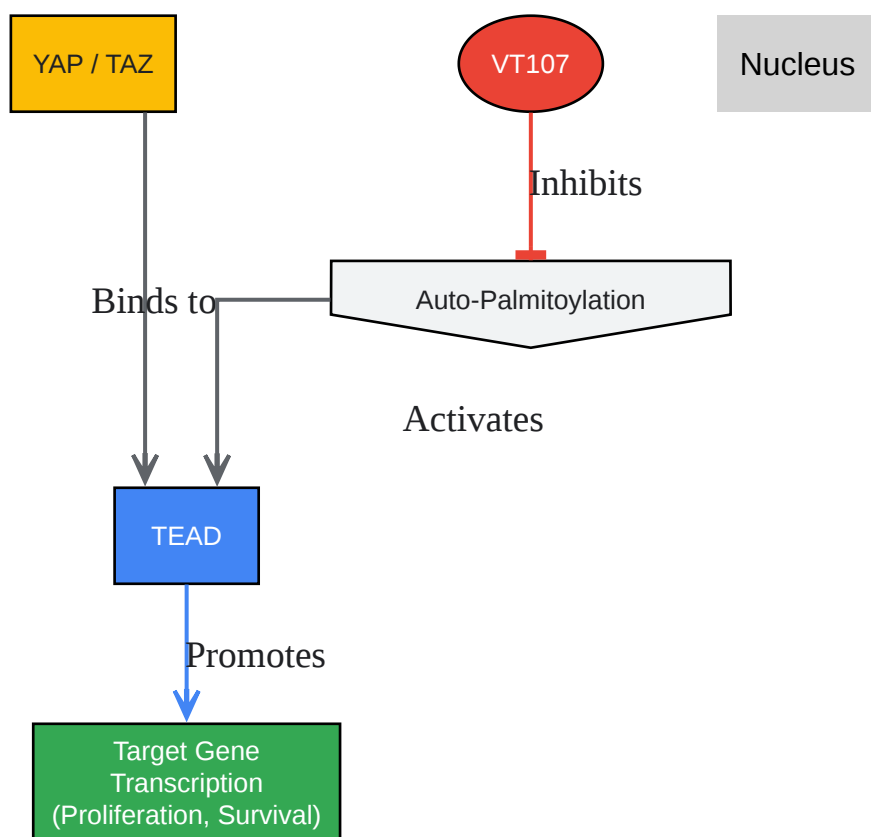 YAP / TAZ
VT107
Nucleus
Inhibits
Auto-Palmitoylation
Binds to
Activates
TEAD
Promotes
Target Gene
Transcription
(Proliferation, Survival)